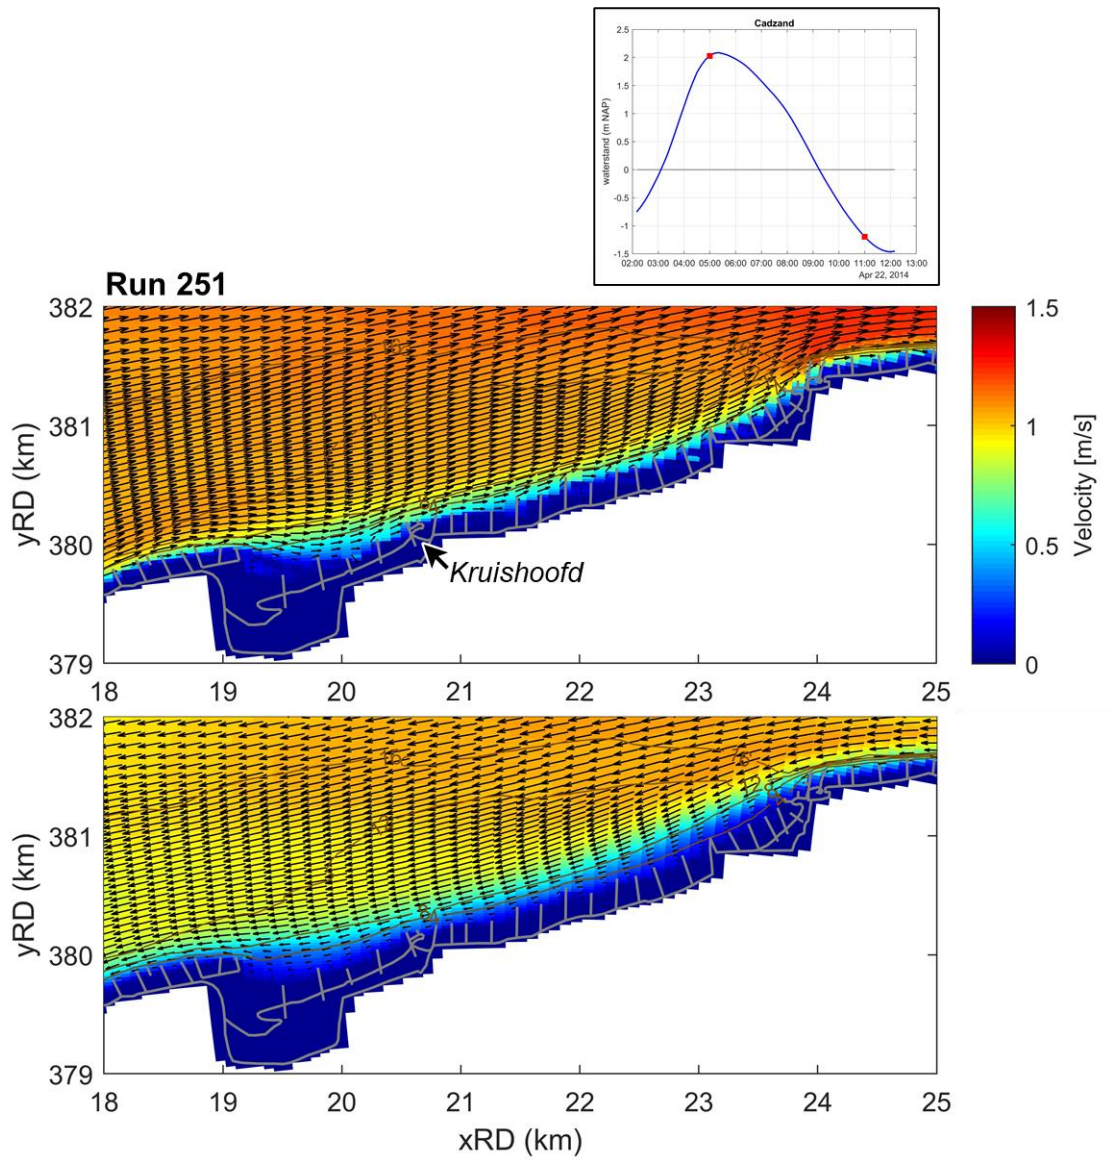 Cadzand
2.5
2
1.5
1
0.5
0
-0.5
-1
-1.5
waterstand (m NAP)
02:00 03:00 04:00 05:00 06:00 07:00 08:00 09:00 10:00 11:00 12:00 13:00
Apr 22, 2014
Run 251
382
381
380
379
yRD (km)
18 19 20 21 22 23 24 25
Kruishoofd
1.5
1
0.5
0
Velocity [m/s]
382
381
380
379
yRD (km)
18 19 20 21 22 23 24 25
xRD (km)